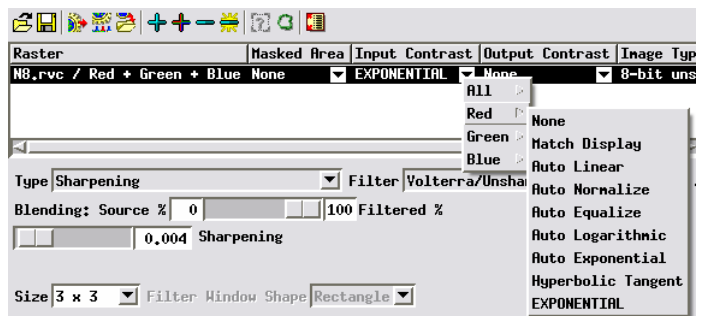 Raster Masked Area Input Contrast Output Contrast Image Typ
N8.rvc / Red + Green + Blue None EXPONENTIAL None 8-bit uns
All
Red
Green
Blue
None
Match Display
Auto Linear
Auto Normalize
Auto Equalize
Auto Logarithmic
Auto Exponential
Hyperbolic Tangent
EXPONENTIAL
Type Sharpening Filter Volterra/Unshar
Blending: Source % 0 100 Filtered %
0.004 Sharpening
Size 3 x 3 Filter Window Shape Rectangle